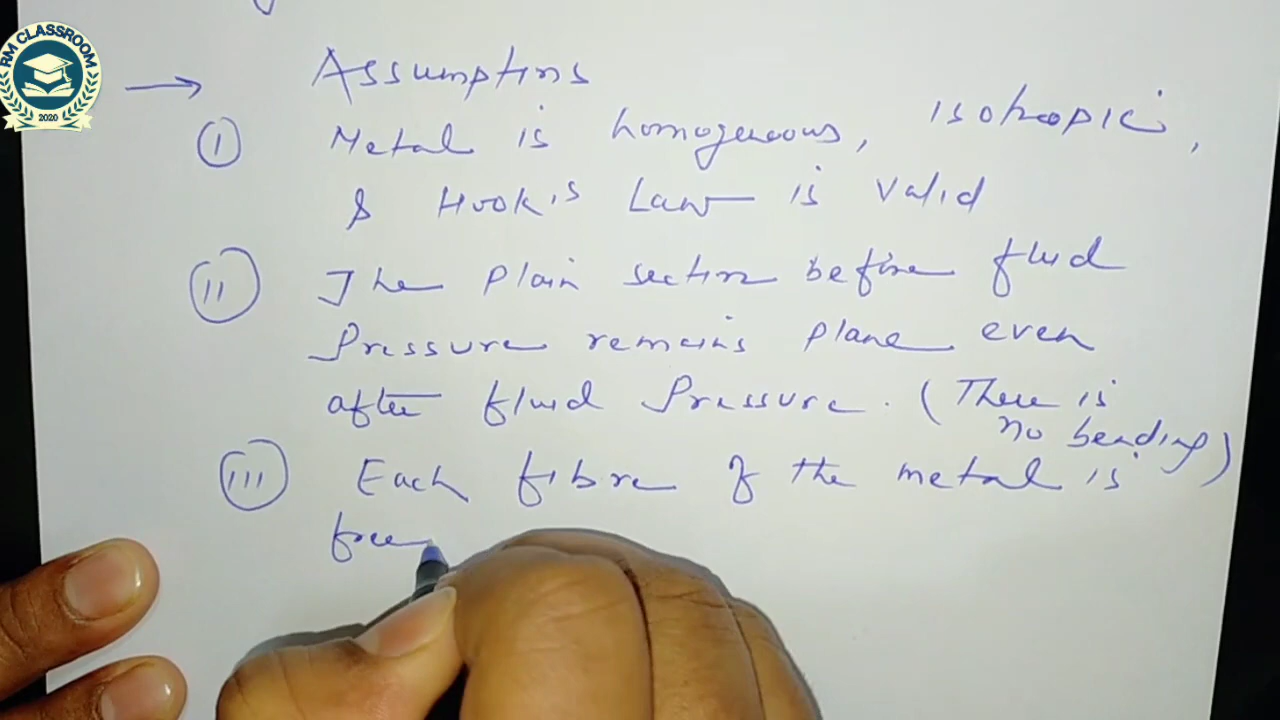 RM CLASSROOM
2020
→ Assumptions
(i) Metal is homogeneous, isotropic,
& Hook's Law is valid
(ii) The plain section before fluid
Pressure remains plane even
after fluid Pressure. (There is
no bending)
(iii) Each fibre of the metal is
free